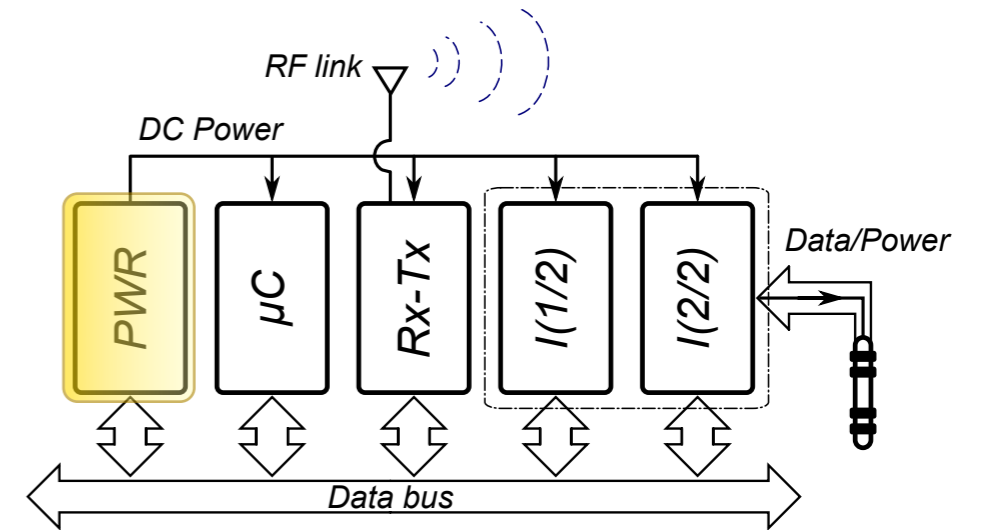 RF link
DC Power
PWR
µC
Rx-Tx
I(1/2)
I(2/2)
Data/Power
Data bus